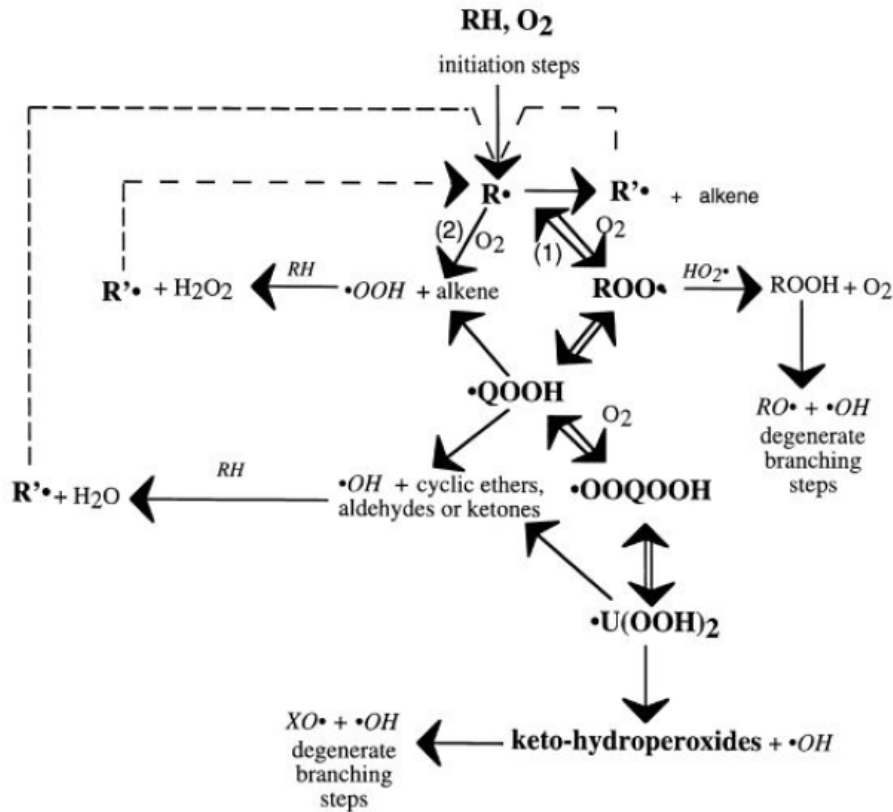 RH, O2
initiation steps
R• R'• + alkene
(2) O2 (1) O2
R'• + H2O2 RH •OOH + alkene ROO• HO2• ROOH + O2
•QOOH
O2
RO• + •OH
degenerate
branching
steps
R'• + H2O RH •OH + cyclic ethers,
aldehydes or ketones
•OOQOOH
•U(OOH)2
XO• + •OH
degenerate
branching
steps
keto-hydroperoxides + •OH